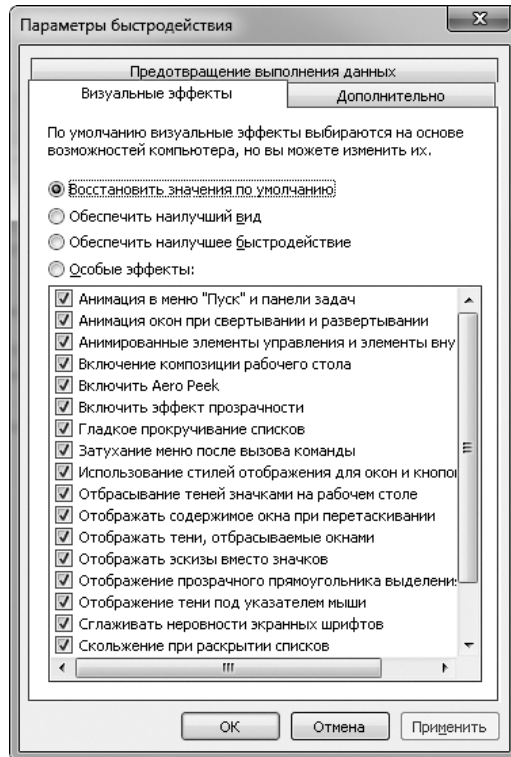 Параметры быстродействия
Предотвращение выполнения данных
Визуальные эффекты
Дополнительно
По умолчанию визуальные эффекты выбираются на основе
возможностей компьютера, но вы можете изменить их.
Восстановить значения по умолчанию
Обеспечить наилучший вид
Обеспечить наилучшее быстродействие
Особые эффекты:
Анимация в меню "Пуск" и панели задач
Анимация окон при свертывании и развертывании
Анимированные элементы управления и элементы вну
Включение композиции рабочего стола
Включить Aero Peek
Включить эффект прозрачности
Гладкое прокручивание списков
Затухание меню после вызова команды
Использование стилей отображения для окон и кнопо
Отбрасывание теней значками на рабочем столе
Отображать содержимое окна при перетаскивании
Отображать тени, отбрасываемые окнами
Отображать эскизы вместо значков
Отображение прозрачного прямоугольника выделени
Отображение тени под указателем мыши
Сглаживать неровности экранных шрифтов
Скольжение при раскрытии списков
ОК
Отмена
Применить